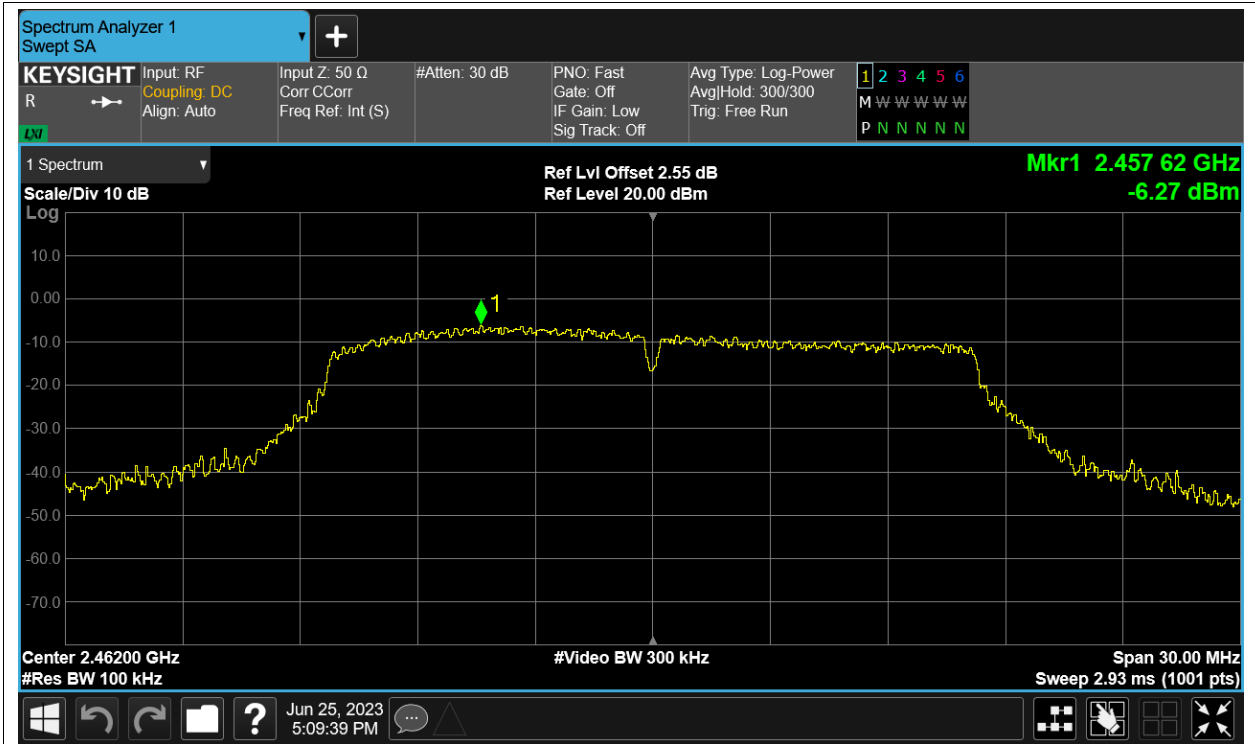 Spectrum Analyzer 1
Swept SA
KEYSIGHT
R
LXI
Input: RF
Coupling: DC
Align: Auto
Input Z: 50 Ω
Corr CCorr
Freq Ref: Int (S)
#Atten: 30 dB
PNO: Fast
Gate: Off
IF Gain: Low
Sig Track: Off
Avg Type: Log-Power
Avg|Hold: 300/300
Trig: Free Run
1 2 3 4 5 6
M W W W W W
P N N N N N
1 Spectrum
Scale/Div 10 dB
Ref Lvl Offset 2.55 dB
Ref Level 20.00 dBm
Mkr1 2.457 62 GHz
-6.27 dBm
Log
10.0
0.00
-10.0
-20.0
-30.0
-40.0
-50.0
-60.0
-70.0
1
Center 2.46200 GHz
#Res BW 100 kHz
#Video BW 300 kHz
Span 30.00 MHz
Sweep 2.93 ms (1001 pts)
?
Jun 25, 2023
5:09:39 PM